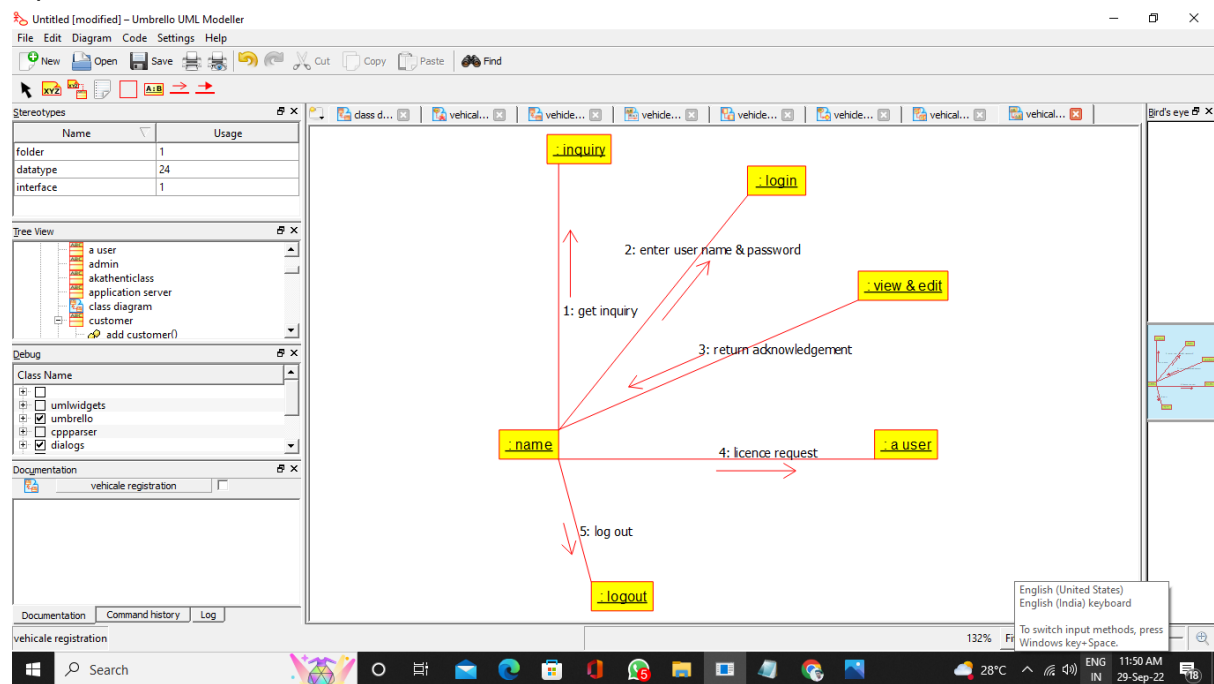 Untitled [modified] – Umbrello UML Modeller
File Edit Diagram Code Settings Help
New Open Save Cut Copy Paste Find
XYZ A:B
Stereotypes
Name Usage
folder 1
datatype 24
interface 1
Tree View
a user
admin
akathenticlass
application server
class diagram
customer
add customer()
Debug
Class Name
umlwidgets
umbrello
cppparser
dialogs
Documentation
vehicale registration
Documentation Command history Log
vehicale registration
class d... vehical... vehicle... vehicle... vehicle... vehicle... vehical... vehical...
Bird's eye
: inquiry
: login
2: enter user name & password
: view & edit
1: get inquiry
3: return acknowledgement
: name
4: licence request
: a user
5: log out
: logout
English (United States)
English (India) keyboard
To switch input methods, press
Windows key+Space.
132%
Search
6
28°C
ENG
IN
11:50 AM
29-Sep-22
18